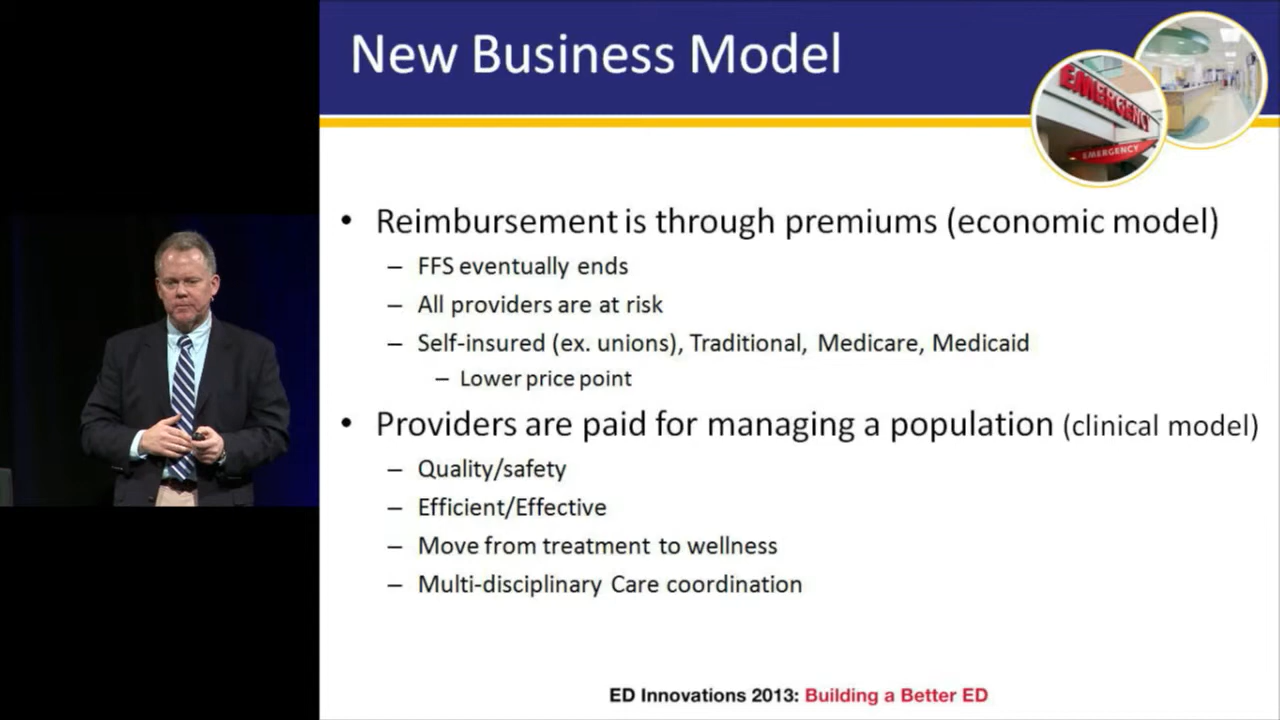 New Business Model
EMERGENCY
EMERGENCY
• Reimbursement is through premiums (economic model)
– FFS eventually ends
– All providers are at risk
– Self-insured (ex. unions), Traditional, Medicare, Medicaid
– Lower price point
• Providers are paid for managing a population (clinical model)
– Quality/safety
– Efficient/Effective
– Move from treatment to wellness
– Multi-disciplinary Care coordination
ED Innovations 2013: Building a Better ED